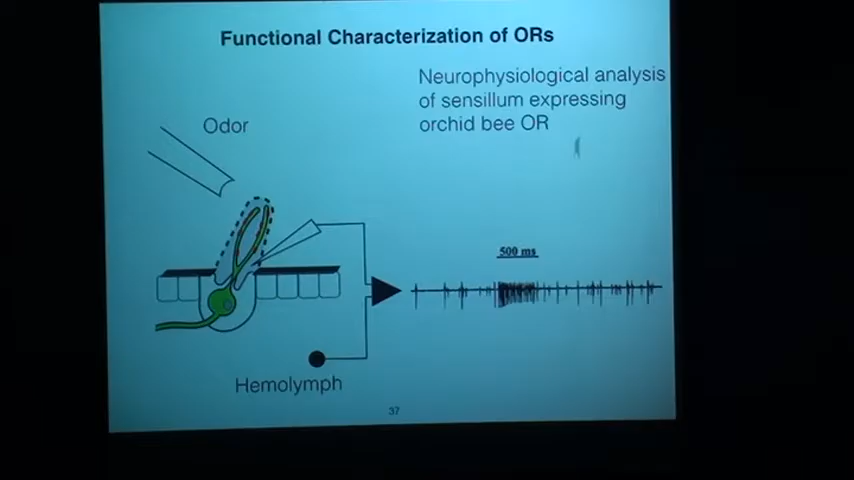 Functional Characterization of ORs
Neurophysiological analysis
of sensillum expressing
orchid bee OR
Odor
500 ms
Hemolymph
37